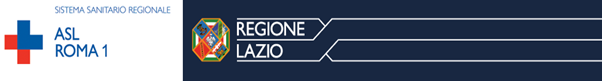 SISTEMA SANITARIO REGIONALE
ASL
ROMA 1
REGIONE
LAZIO